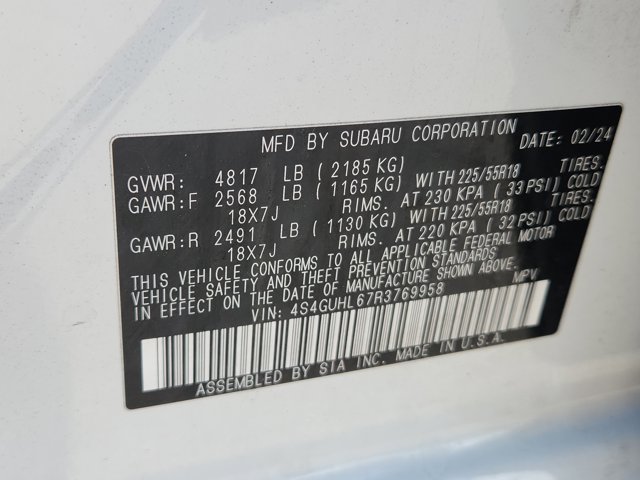 MFD BY SUBARU CORPORATION DATE: 02/24
GVWR: 4817 LB (2185 KG)
GAWR:F 2568 LB (1165 KG) WITH 225/55R18 TIRES.
18X7J RIMS. AT 230 KPA (33 PSI) COLD
GAWR:R 2491 LB (1130 KG) WITH 225/55R18 TIRES.
18X7J RIMS. AT 220 KPA (32 PSI) COLD
THIS VEHICLE CONFORMS TO ALL APPLICABLE FEDERAL MOTOR
VEHICLE SAFETY AND THEFT PREVENTION STANDARDS
IN EFFECT ON THE DATE OF MANUFACTURE SHOWN ABOVE.
VIN: 4S4GUHL67R3769958 MPV
ASSEMBLED BY SIA INC. MADE IN U.S.A.